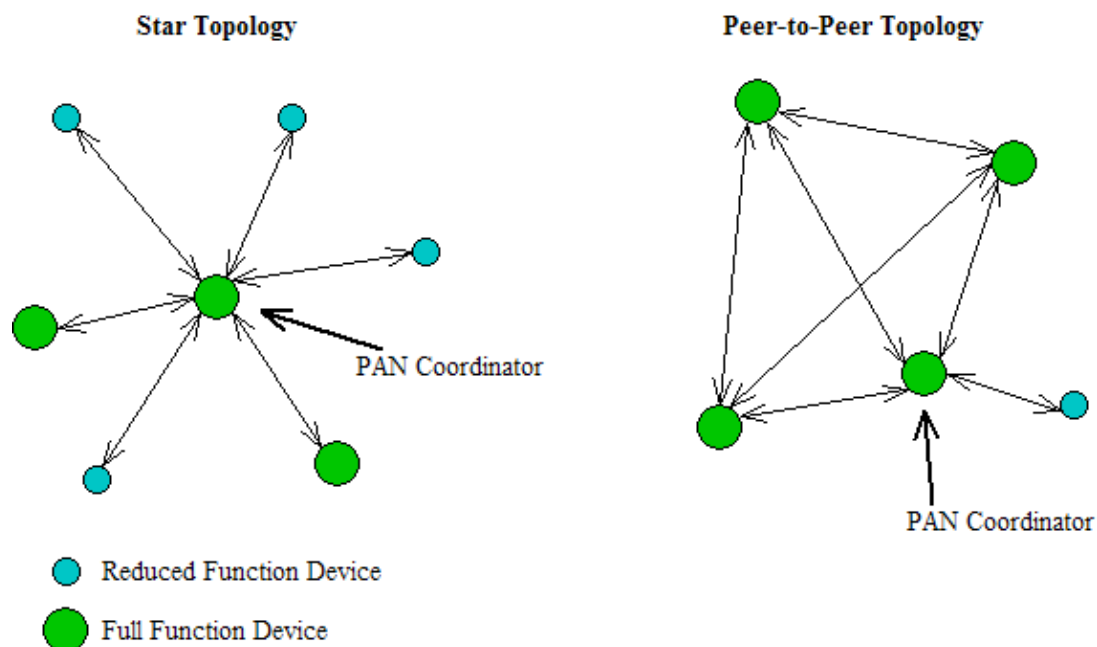 Star Topology
Peer-to-Peer Topology
PAN Coordinator
PAN Coordinator
Reduced Function Device
Full Function Device